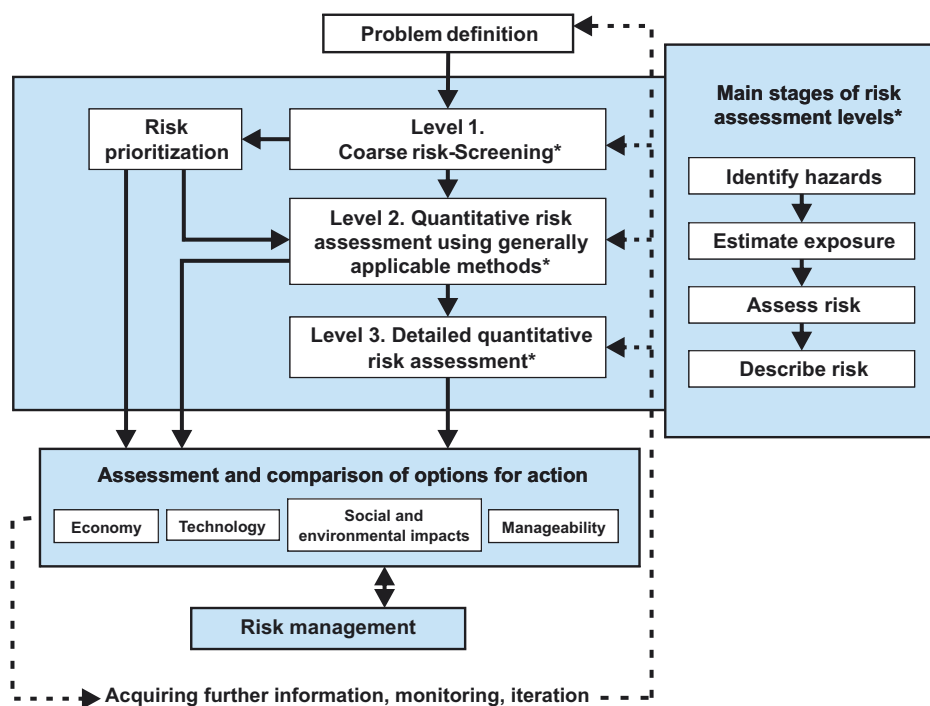 Problem definition
Main stages of risk
assessment levels*
Risk
prioritization
Level 1.
Coarse risk-Screening*
Identify hazards
Level 2. Quantitative risk
assessment using generally
applicable methods*
Estimate exposure
Assess risk
Level 3. Detailed quantitative
risk assessment*
Describe risk
Assessment and comparison of options for action
Economy
Technology
Social and
environmental impacts
Manageability
Risk management
Acquiring further information, monitoring, iteration